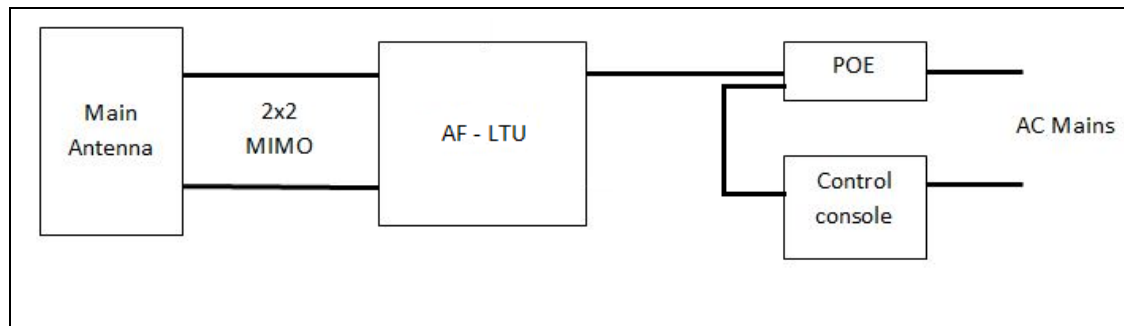 Main
Antenna
2x2
MIMO
AF - LTU
POE
AC Mains
Control
console